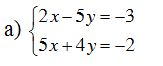 a) { 2x – 5y = –3
5x + 4y = –2